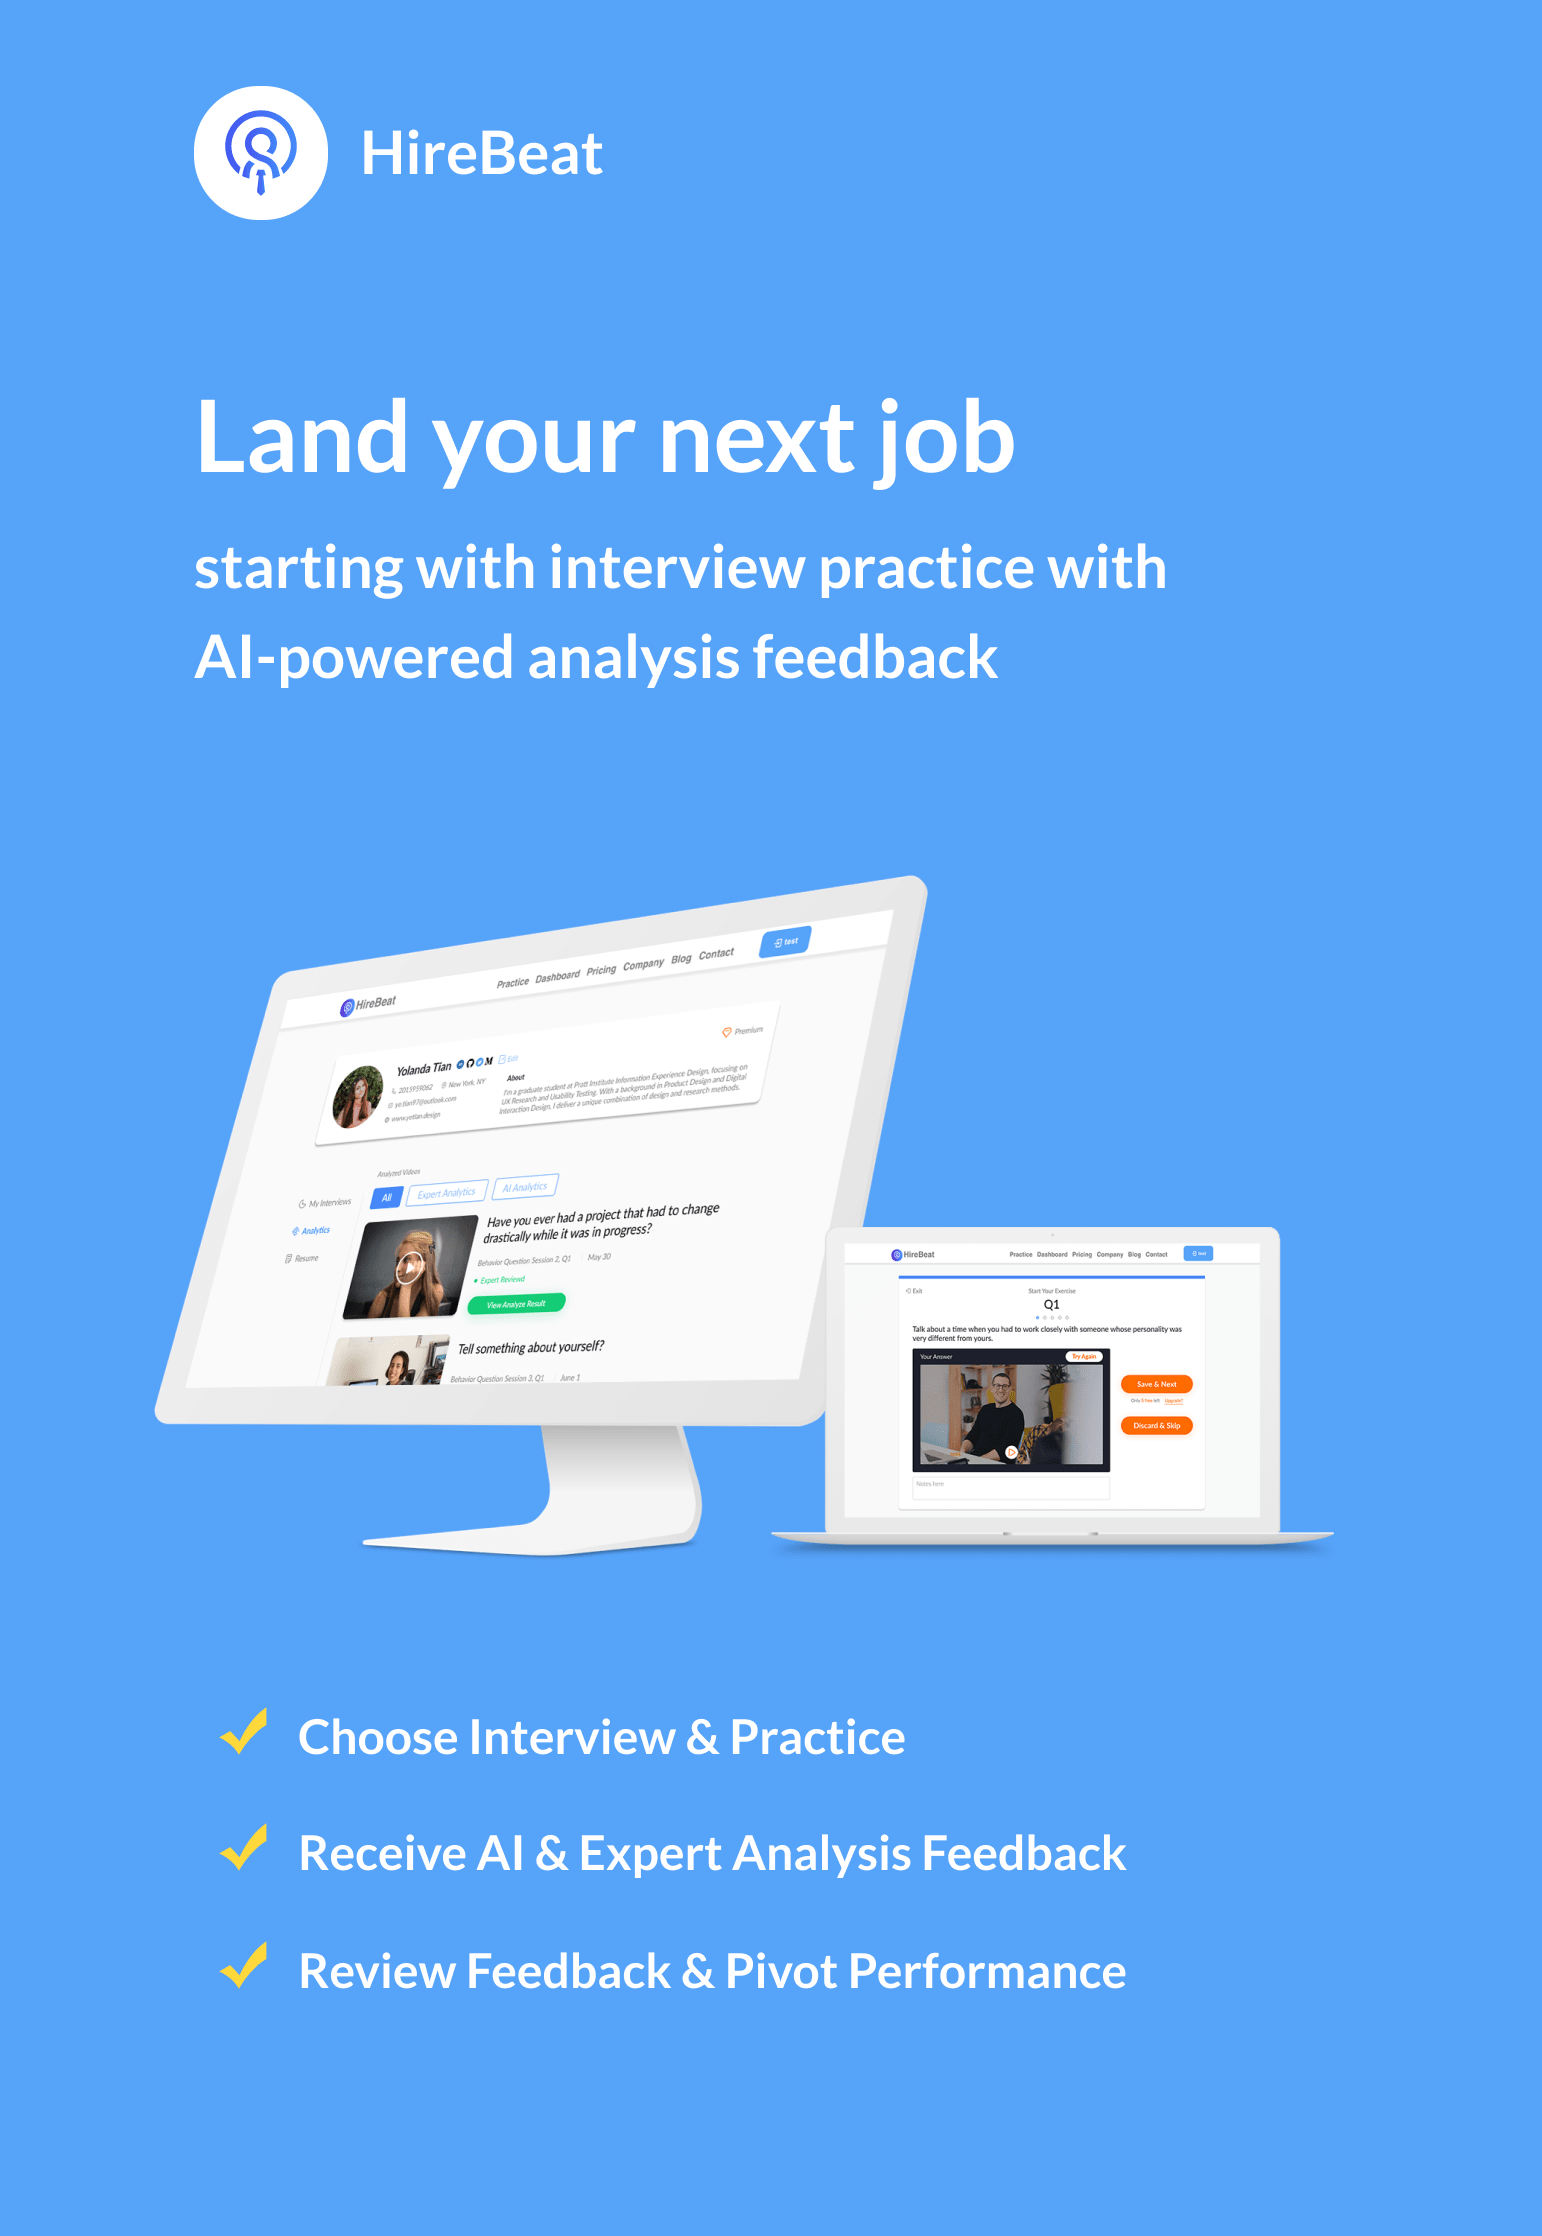 HireBeat
Land your next job
starting with interview practice with
AI-powered analysis feedback
HireBeat
Practice Dashboard Pricing Company Blog Contact
test
Premium
Yolanda Tian
Edit
2015959062 New York, NY
yo.tian97@outlook.com
www.yotian.design
About
I'm a graduate student at Pratt Institute Information Experience Design, focusing on
UX Research and Usability Testing. With a background in Product Design and Digital
Interaction Design, I deliver a unique combination of design and research methods.
Analyzed Videos
My Interviews
Analytics
Resume
All
Expert Analytics
AI Analytics
Have you ever had a project that had to change
drastically while it was in progress?
Behavior Question Session 2, Q1 May 30
Expert Reviewd
View Analyze Result
Tell something about yourself?
Behavior Question Session 3, Q1 June 1
HireBeat
Practice Dashboard Pricing Company Blog Contact
test
Exit
Start Your Exercise
Q1
Talk about a time when you had to work closely with someone whose personality was
very different from yours.
Your Answer
Try Again
Save & Next
Only 5 free left Upgrade?
Discard & Skip
Notes here
Choose Interview & Practice
Receive AI & Expert Analysis Feedback
Review Feedback & Pivot Performance